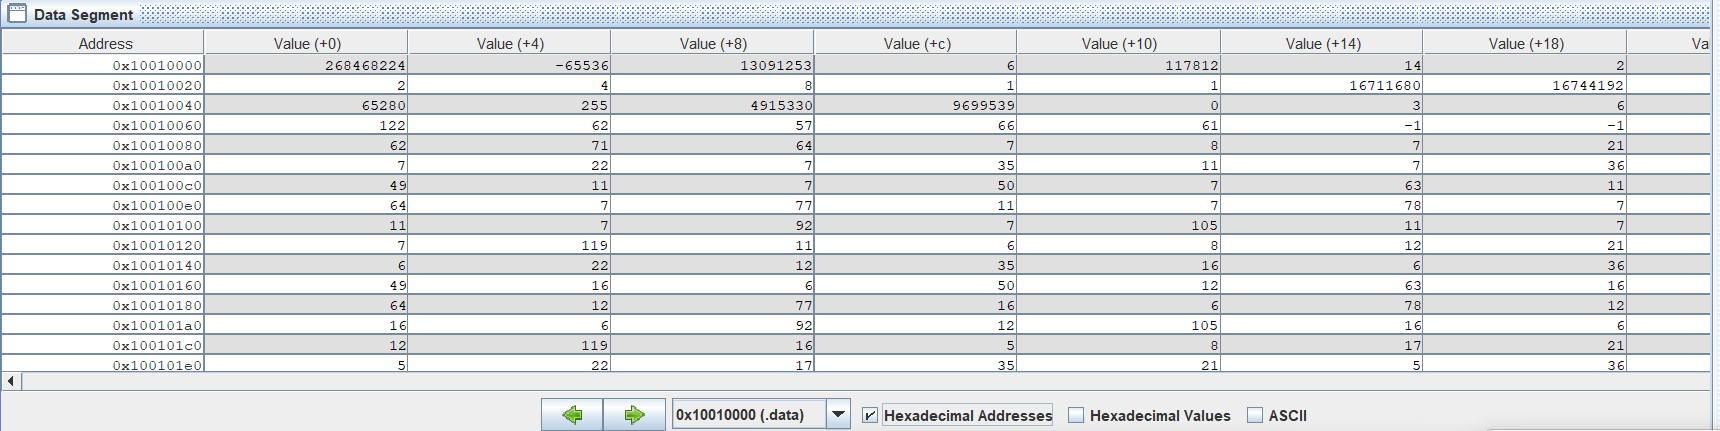 Data Segment
Address Value (+0) Value (+4) Value (+8) Value (+c) Value (+10) Value (+14) Value (+18) Va
0x10010000 268468224 -65536 13091253 6 117812 14 2
0x10010020 2 4 8 1 1 16711680 16744192
0x10010040 65280 255 4915330 9699539 0 3 6
0x10010060 122 62 57 66 61 -1 -1
0x10010080 62 71 64 7 8 7 21
0x100100a0 7 22 7 35 11 7 36
0x100100c0 49 11 7 50 7 63 11
0x100100e0 64 7 77 11 7 78 7
0x10010100 11 7 92 7 105 11 7
0x10010120 7 119 11 6 8 12 21
0x10010140 6 22 12 35 16 6 36
0x10010160 49 16 6 50 12 63 16
0x10010180 64 12 77 16 6 78 12
0x100101a0 16 6 92 12 105 16 6
0x100101c0 12 119 16 5 8 17 21
0x100101e0 5 22 17 35 21 5 36
0x10010000 (.data) Hexadecimal Addresses Hexadecimal Values ASCII